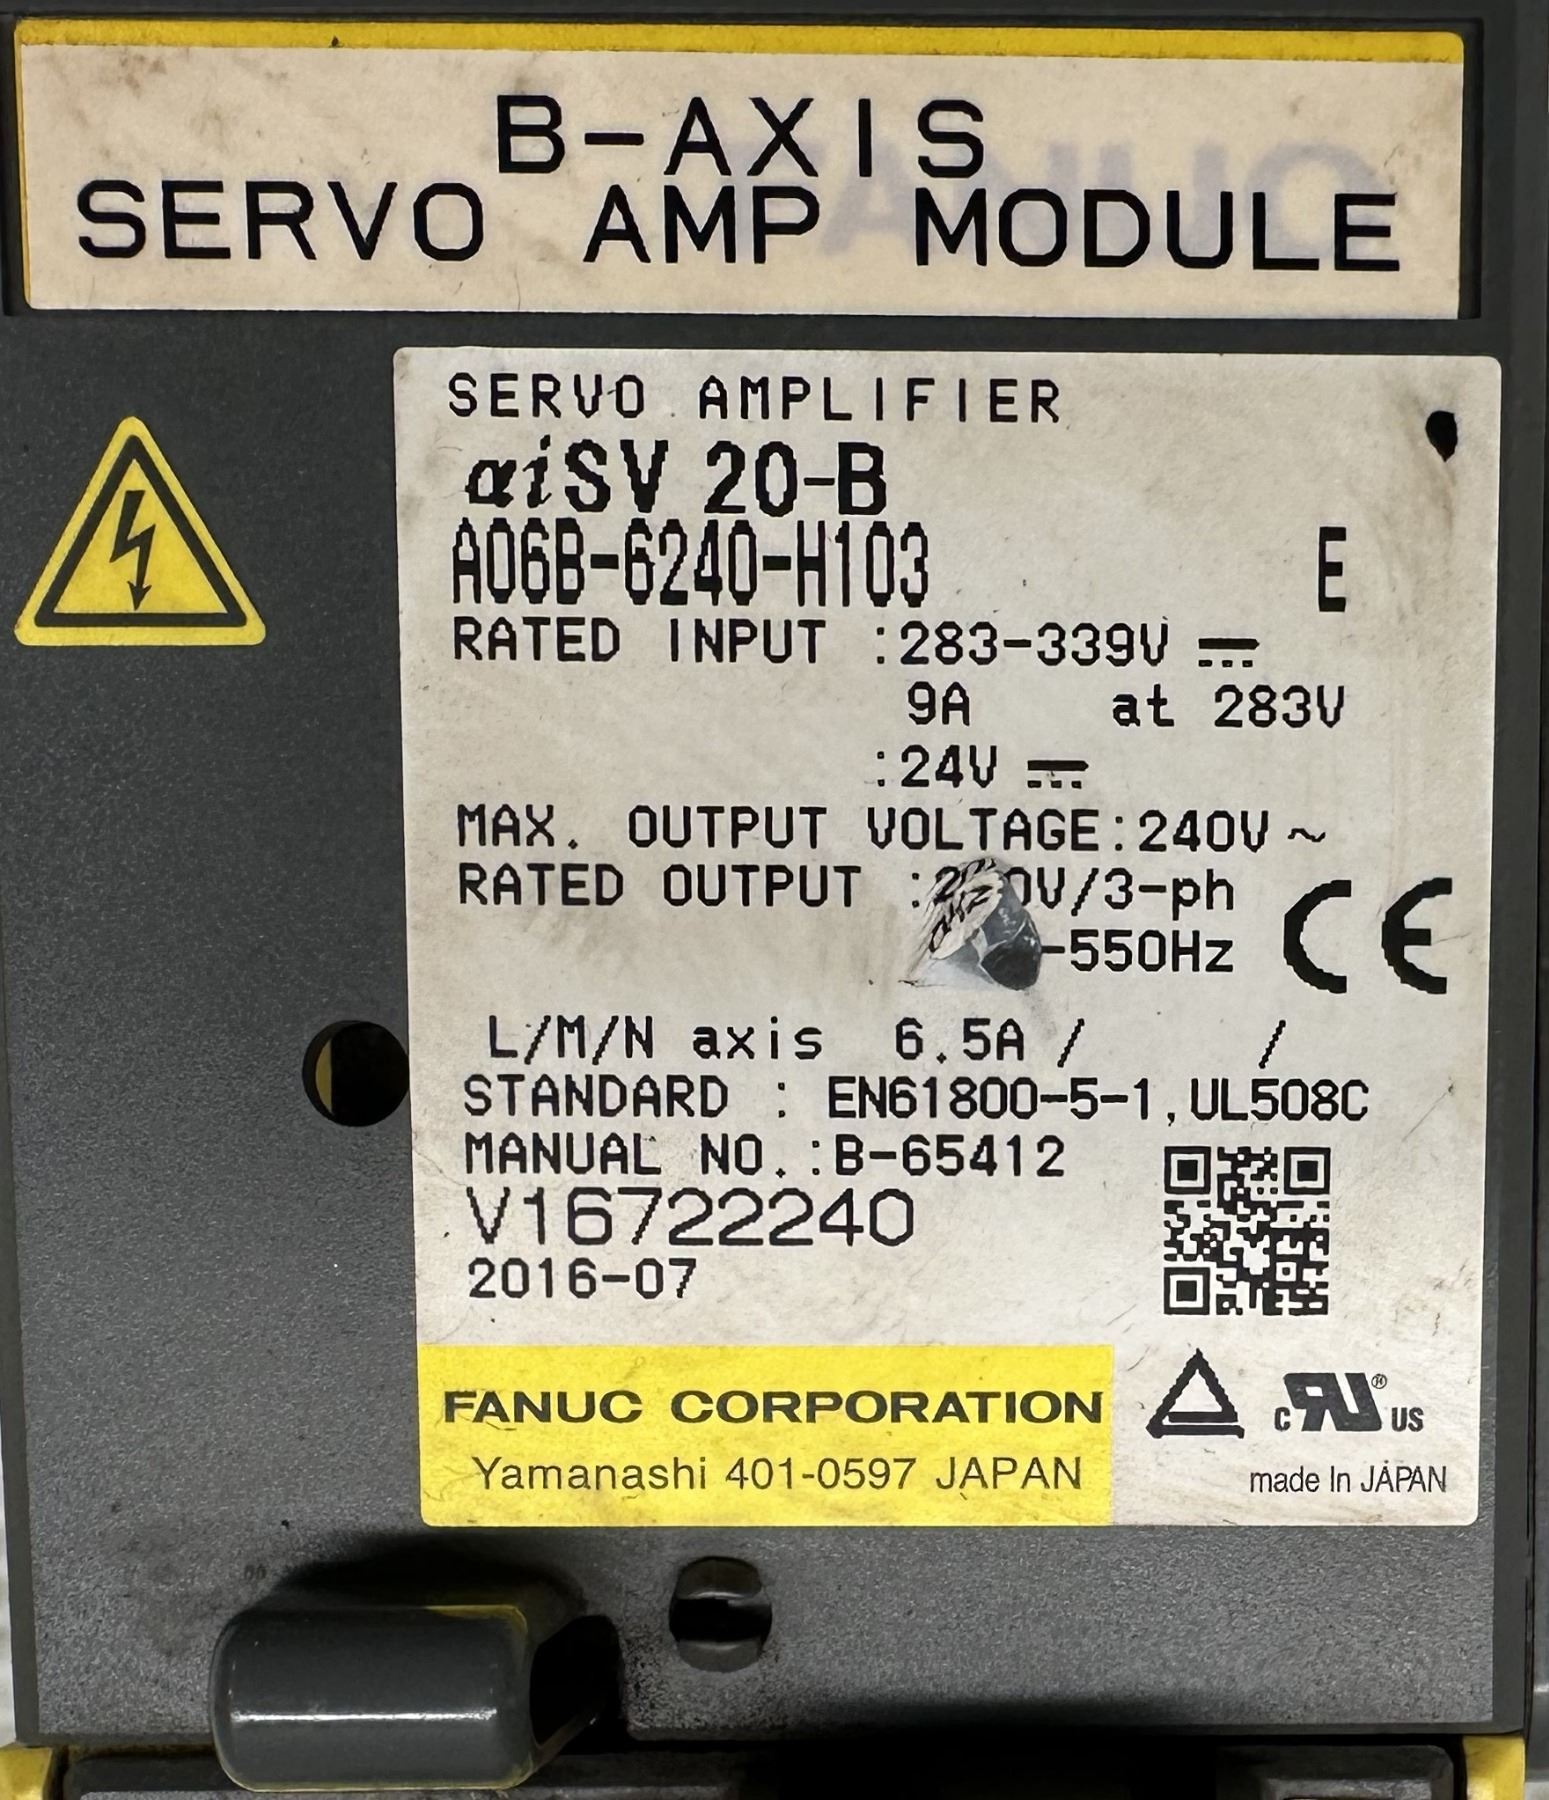 B-AXIS
SERVO AMP MODULE
SERVO AMPLIFIER
αiSV 20-B
A06B-6240-H103
E
RATED INPUT :283-339V ⎓
9A at 283V
:24V ⎓
MAX. OUTPUT VOLTAGE:240V ~
RATED OUTPUT : /3-ph
-550Hz
CE
L/M/N axis 6.5A / /
STANDARD : EN61800-5-1,UL508C
MANUAL NO.:B-65412
V16722240
2016-07
FANUC CORPORATION
Yamanashi 401-0597 JAPAN
c RU ® US
made In JAPAN